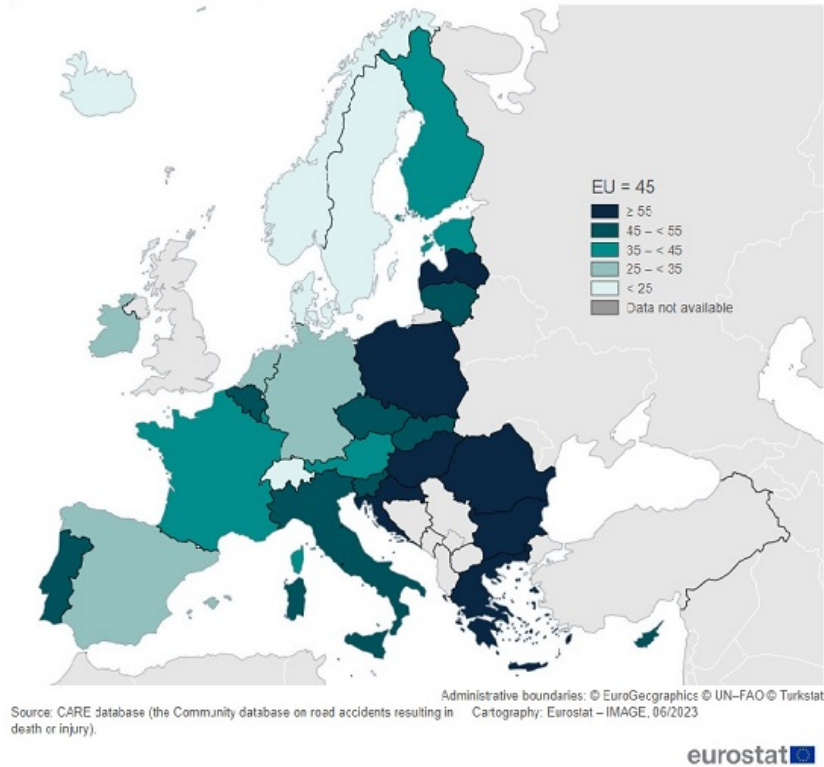 EU = 45
≥ 55
45 – < 55
35 – < 45
25 – < 35
< 25
Data not available
Administrative boundaries: © EuroGeographics © UN–FAO © Turkstat
Source: CARE database (the Community database on road accidents resulting in
death or injury).
Cartography: Eurostat – IMAGE, 06/2023
eurostat